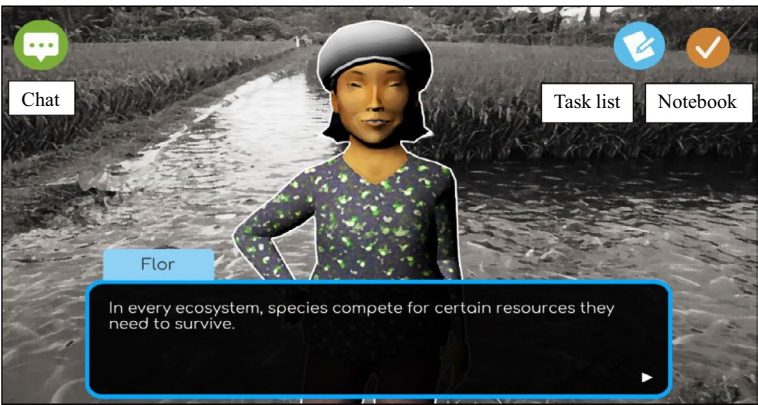 Chat
Task list
Notebook
Flor
In every ecosystem, species compete for certain resources they
need to survive.